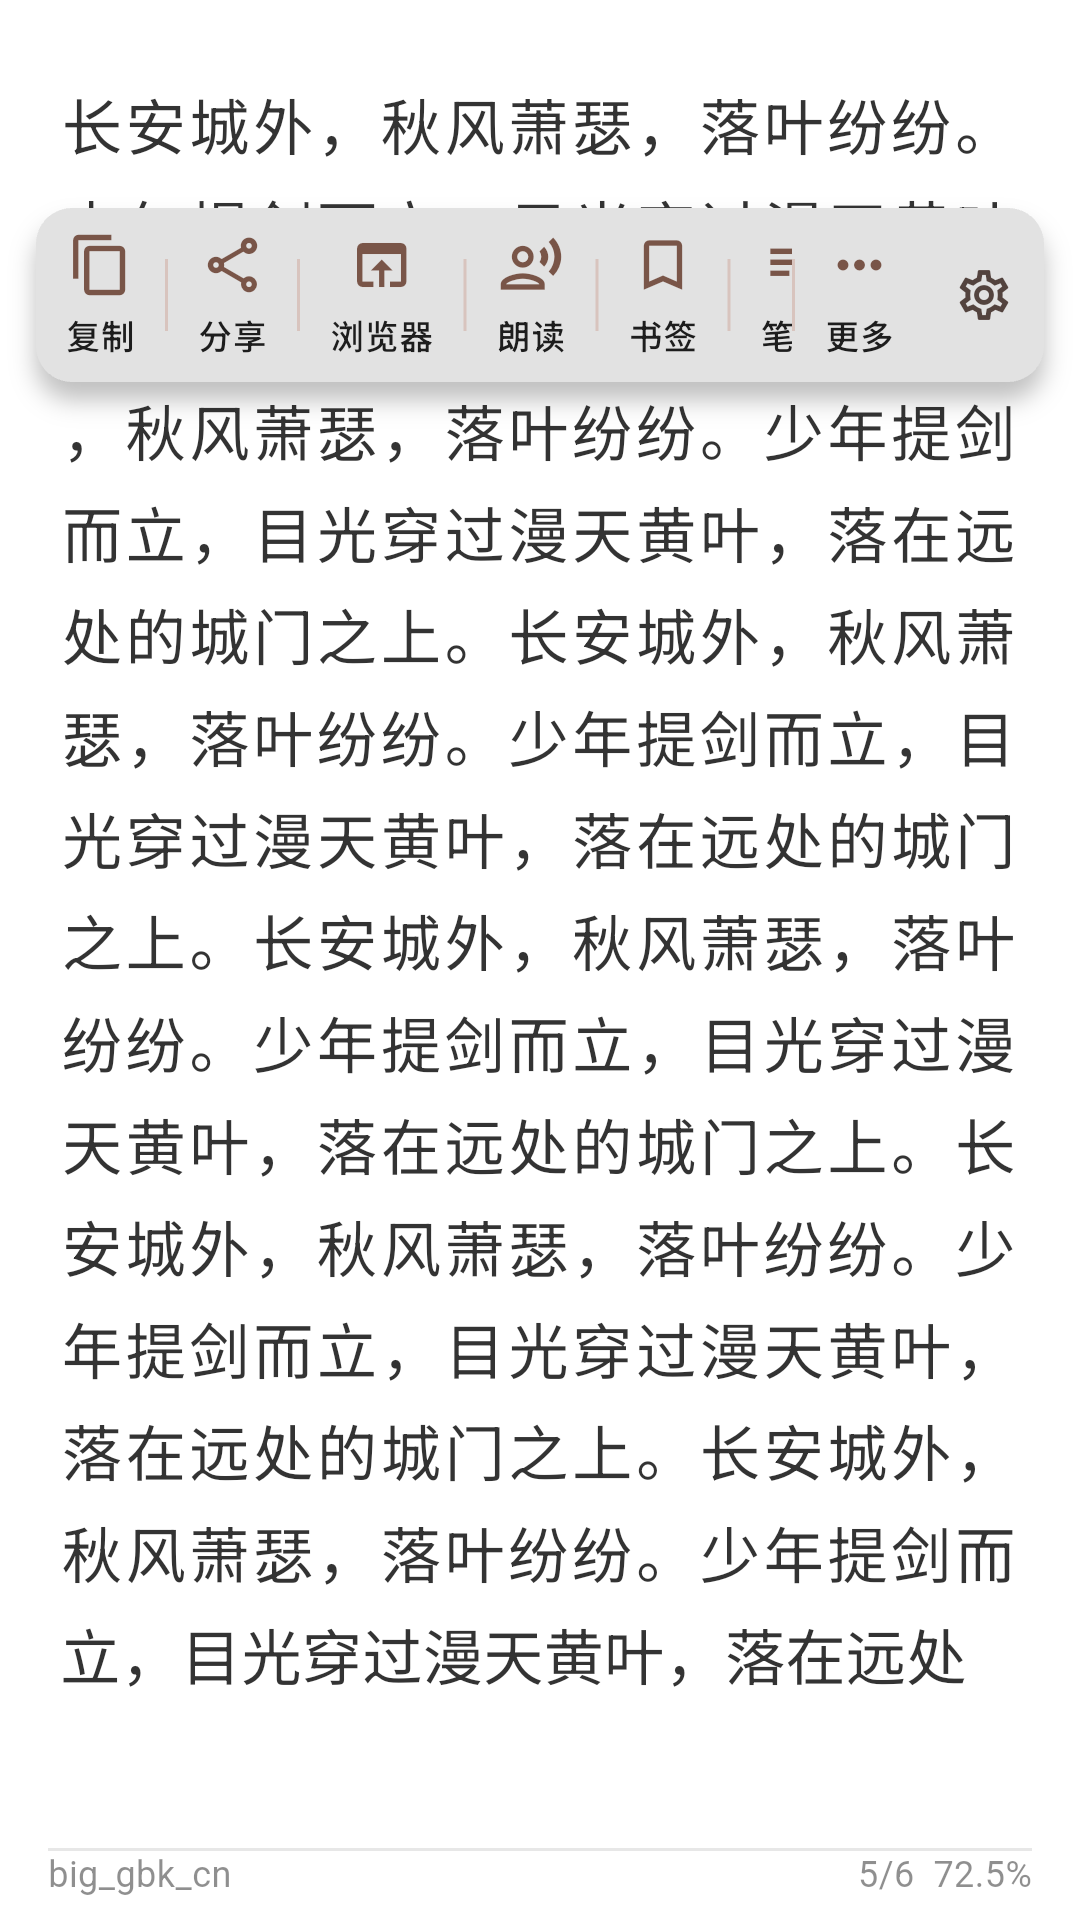 长安城外，秋风萧瑟，落叶纷纷。
复制 分享 浏览器 朗读 书签 笔 更多
，秋风萧瑟，落叶纷纷。少年提剑
而立，目光穿过漫天黄叶，落在远
处的城门之上。长安城外，秋风萧
瑟，落叶纷纷。少年提剑而立，目
光穿过漫天黄叶，落在远处的城门
之上。长安城外，秋风萧瑟，落叶
纷纷。少年提剑而立，目光穿过漫
天黄叶，落在远处的城门之上。长
安城外，秋风萧瑟，落叶纷纷。少
年提剑而立，目光穿过漫天黄叶，
落在远处的城门之上。长安城外，
秋风萧瑟，落叶纷纷。少年提剑而
立，目光穿过漫天黄叶，落在远处
big_gbk_cn 5/6 72.5%